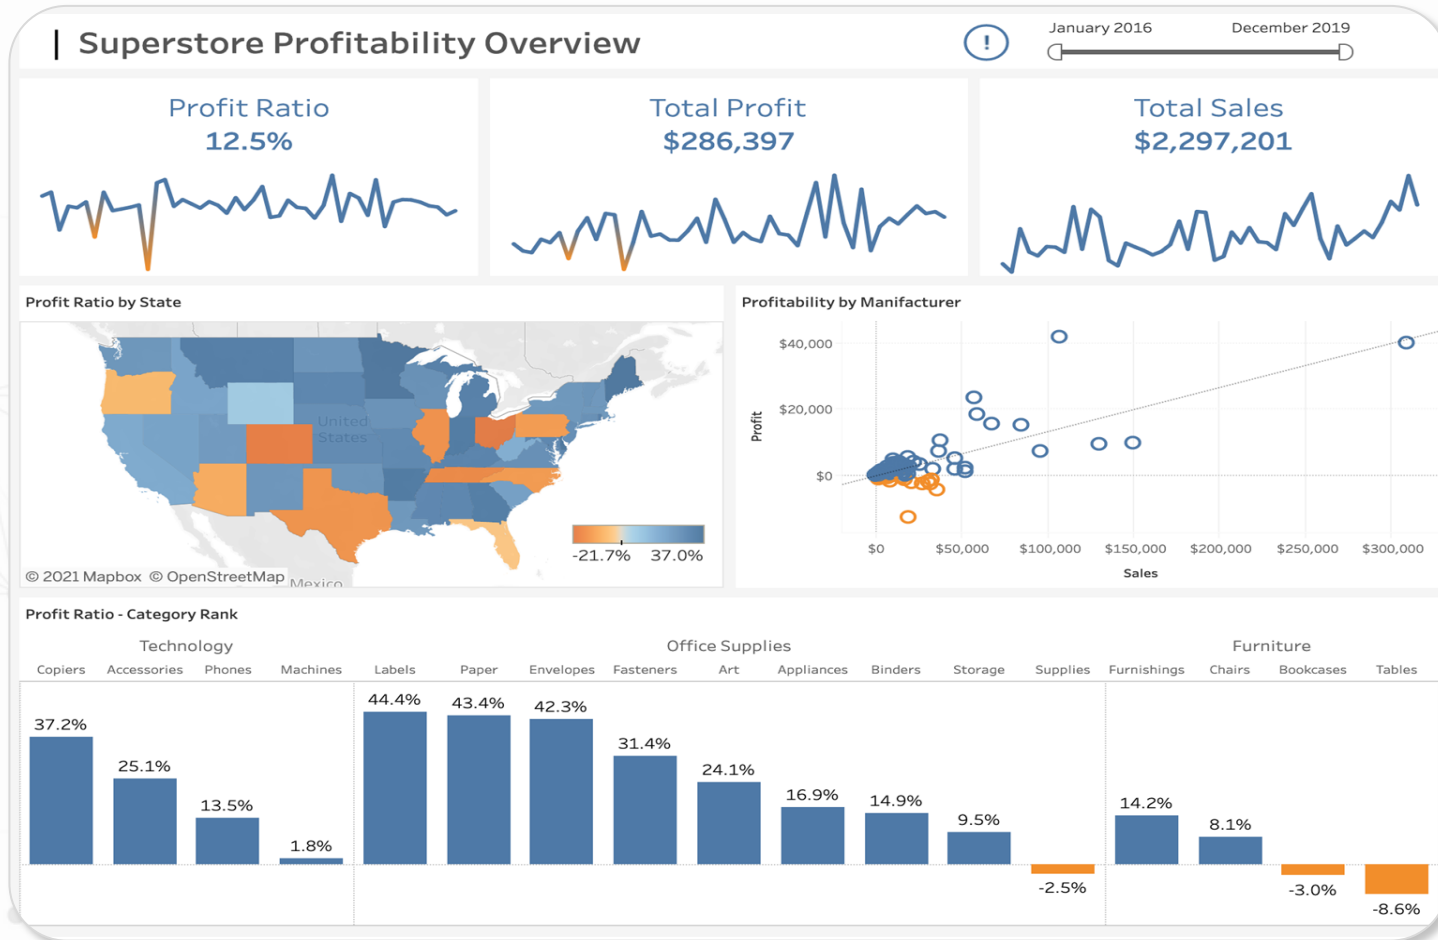 Superstore Profitability Overview
!
January 2016 December 2019
Profit Ratio
12.5%
Total Profit
$286,397
Total Sales
$2,297,201
Profit Ratio by State
United
States
Mexico
-21.7% 37.0%
© 2021 Mapbox © OpenStreetMap
Profitability by Manifacturer
Profit
$40,000
$20,000
$0
$0 $50,000 $100,000 $150,000 $200,000 $250,000 $300,000
Sales
Profit Ratio - Category Rank
Technology Office Supplies Furniture
Copiers Accessories Phones Machines Labels Paper Envelopes Fasteners Art Appliances Binders Storage Supplies Furnishings Chairs Bookcases Tables
37.2% 25.1% 13.5% 1.8% 44.4% 43.4% 42.3% 31.4% 24.1% 16.9% 14.9% 9.5% -2.5% 14.2% 8.1% -3.0% -8.6%